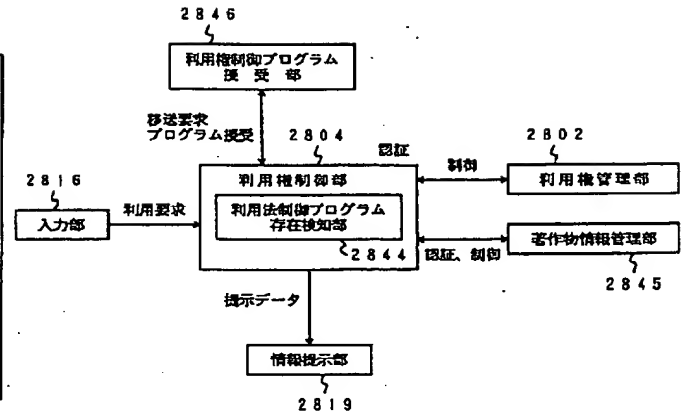 2846
利用権制御プログラム
授受部
移送要求
プログラム授受
2804
認証
2802
制御
2816
利用権制御部
利用権管理部
利用要求
利用法制御プログラム
存在検知部
入力部
著作物情報管理部
2844
認証、制御
2845
提示データ
情報提示部
2819